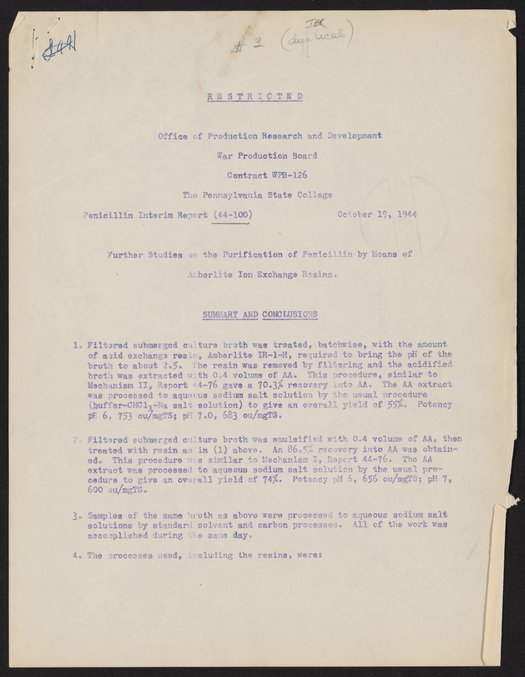 # 3 (duplicate)
RESTRICTED
Office of Production Research and Development
War Production Board
Contract WPB-126
The Pennsylvania State College
Penicillin Interim Report (44-100) October 19, 1944
Further Studies on the Purification of Penicillin by Means of
Amberlite Ion Exchange Resins.
SUMMARY AND CONCLUSIONS
1. Filtered submerged culture broth was treated, batchwise, with the amount
of acid exchange resin, Amberlite IR-1-H, required to bring the pH of the
broth to about 2.5. The resin was removed by filtering and the acidified
broth was extracted with 0.4 volume of AA. This procedure, similar to
Mechanism II, Report 44-76 gave a 70.3% recovery into AA. The AA extract
was processed to aqueous sodium salt solution by the usual procedure
(buffer-CHCl3-Na salt solution) to give an overall yield of 55%. Potency
pH 6, 753 ou/mgTS; pH 7.0, 683 ou/mgTS.
2. Filtered submerged culture broth was emulsified with 0.4 volume of AA, then
treated with resin as in (1) above. An 86.5% recovery into AA was obtain-
ed. This procedure was similar to Mechanism I, Report 44-76. The AA
extract was processed to aqueous sodium salt solution by the usual pro-
cedure to give an overall yield of 74%. Potency pH 6, 656 ou/mgTS; pH 7,
600 ou/mgTS.
3. Samples of the same broth as above were processed to aqueous sodium salt
solutions by standard solvent and carbon processes. All of the work was
accomplished during the same day.
4. The processes used, including the resins, were: